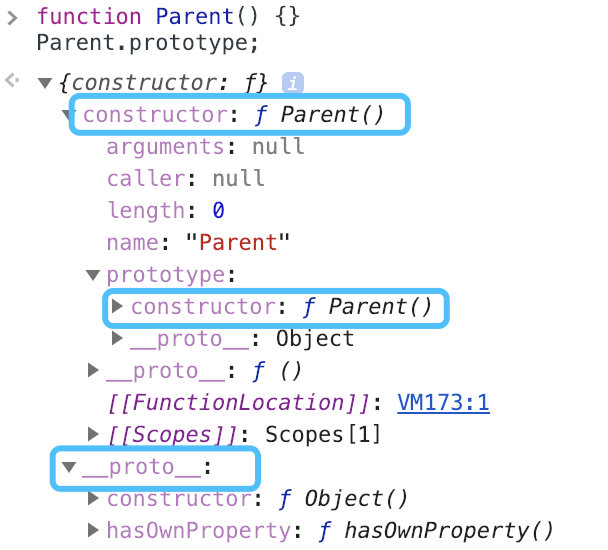 > function Parent() {}
Parent.prototype;
▼{constructor: ƒ} i
▼constructor: ƒ Parent()
arguments: null
caller: null
length: 0
name: "Parent"
▼prototype:
▶constructor: ƒ Parent()
▶__proto__: Object
▶__proto__: ƒ ()
[[FunctionLocation]]: VM173:1
▶[[Scopes]]: Scopes[1]
▼__proto__:
▶constructor: ƒ Object()
▶hasOwnProperty: ƒ hasOwnProperty()